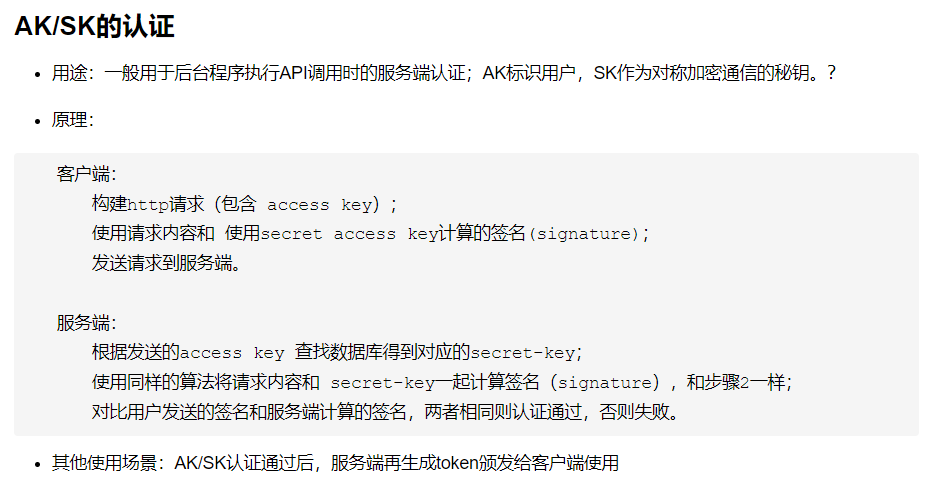 AK/SK的认证
用途：一般用于后台程序执行API调用时的服务端认证；AK标识用户，SK作为对称加密通信的秘钥。?
原理：
客户端：
构建http请求（包含 access key）;
使用请求内容和 使用secret access key计算的签名(signature);
发送请求到服务端。
服务端：
根据发送的access key 查找数据库得到对应的secret-key;
使用同样的算法将请求内容和 secret-key一起计算签名（signature），和步骤2一样;
对比用户发送的签名和服务端计算的签名，两者相同则认证通过，否则失败。
其他使用场景：AK/SK认证通过后，服务端再生成token颁发给客户端使用